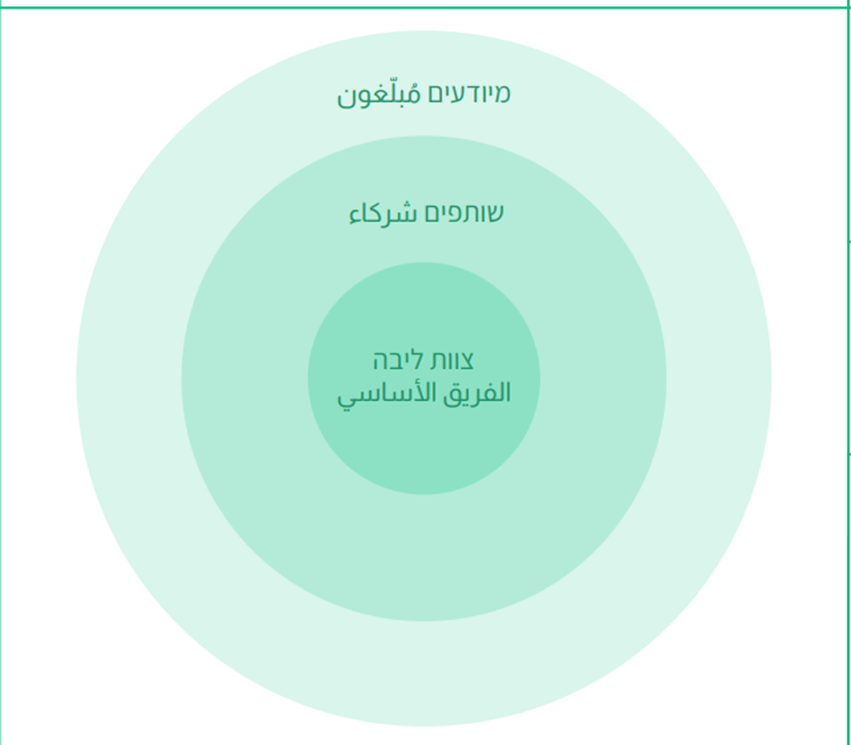 מיודעים مُبلّغون
שותפים شركاء
צוות ליבה
الفريق الأساسي